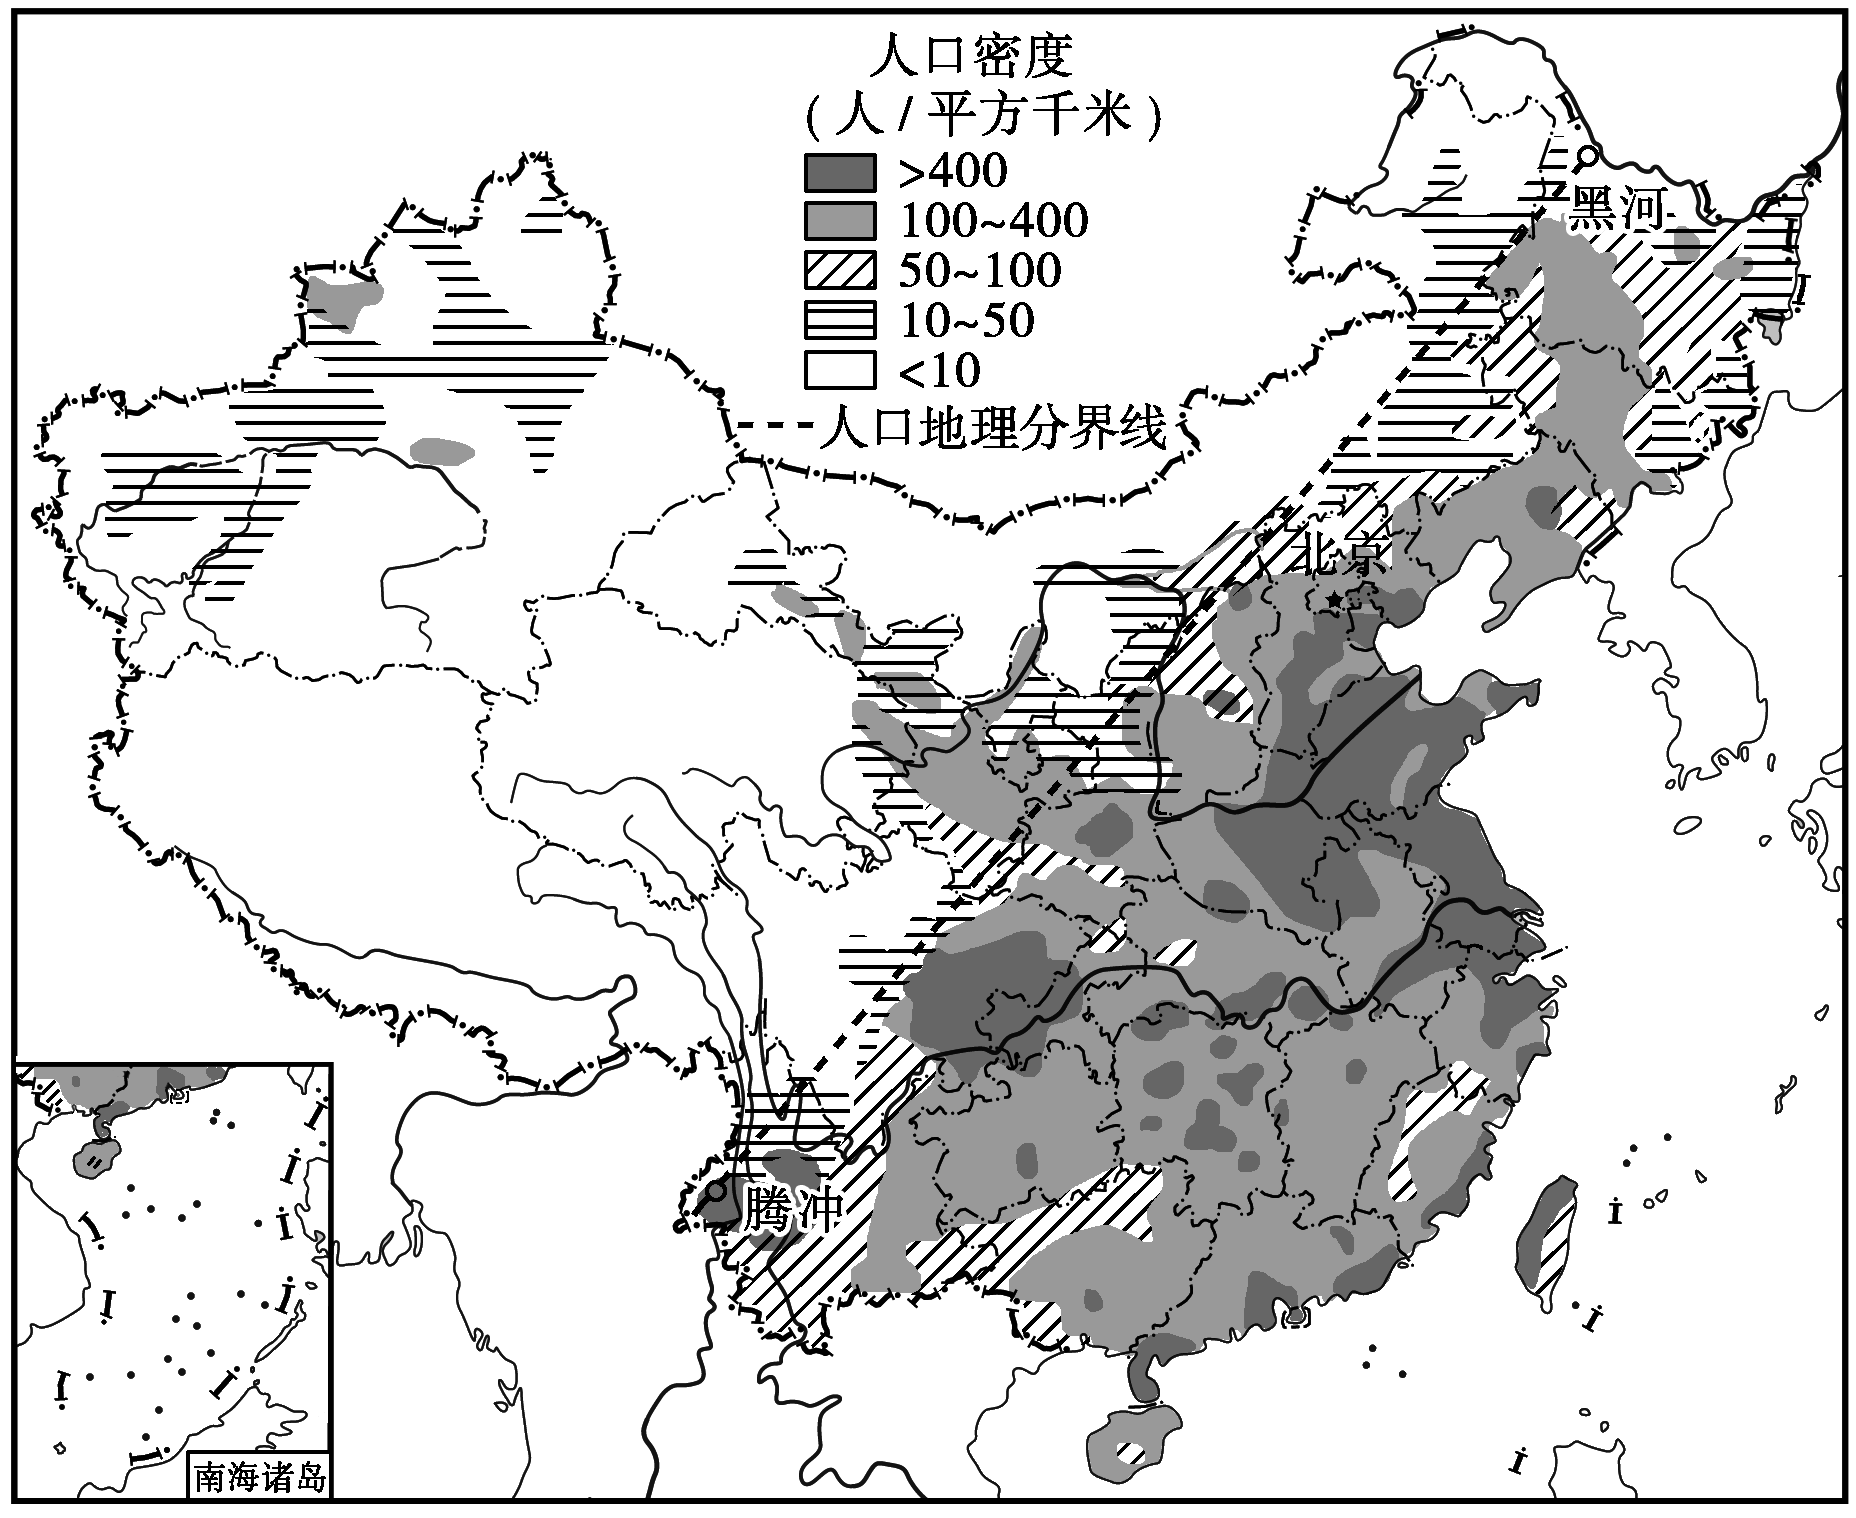 人口密度
(人/平方千米)
>400
100~400
50~100
10~50
<10
人口地理分界线
黑河
北京
腾冲
南海诸岛